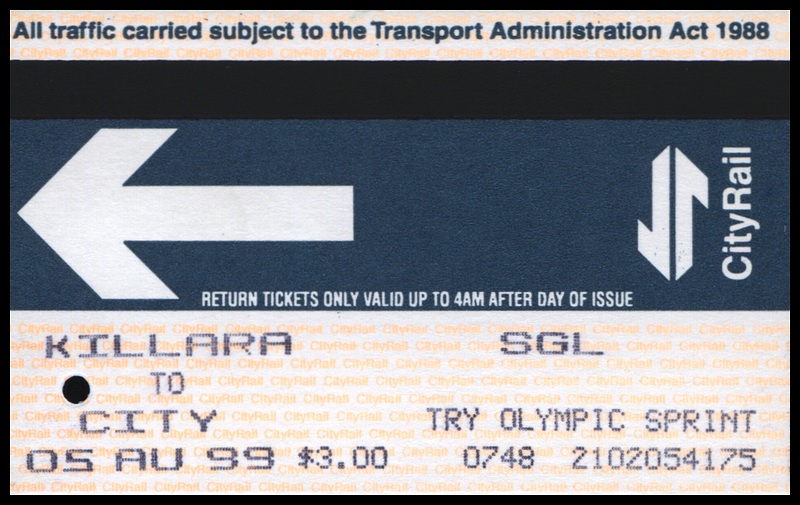 All traffic carried subject to the Transport Administration Act 1988
CityRail
RETURN TICKETS ONLY VALID UP TO 4AM AFTER DAY OF ISSUE
KILLARA SGL
TO
CITY TRY OLYMPIC SPRINT
05 AU 99 $3.00 0748 2102054175